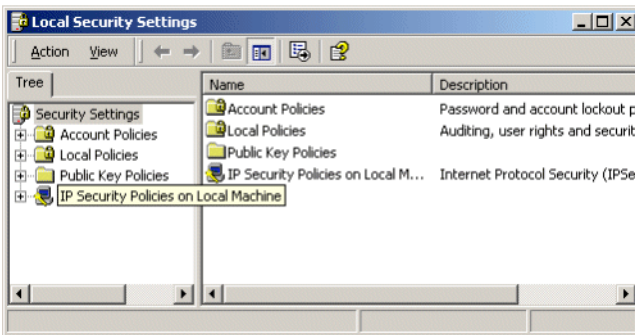 Local Security Settings
Action View
Tree
Name Description
Security Settings
Account Policies
Local Policies
Public Key Policies
IP Security Policies on Local Machine
Account Policies Password and account lockout p
Local Policies Auditing, user rights and securit
Public Key Policies
IP Security Policies on Local M... Internet Protocol Security (IPSe